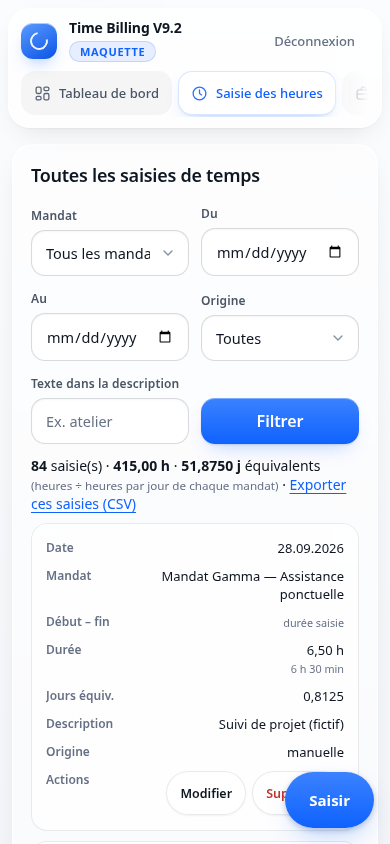 Time Billing V9.2
MAQUETTE
Déconnexion
Tableau de bord
Saisie des heures
Toutes les saisies de temps
Mandat
Du
Tous les manda
mm/dd/yyyy
Au
Origine
mm/dd/yyyy
Toutes
Texte dans la description
Ex. atelier
Filtrer
84 saisie(s) · 415,00 h · 51,8750 j équivalents
(heures ÷ heures par jour de chaque mandat) · Exporter
ces saisies (CSV)
Date
28.09.2026
Mandat
Mandat Gamma — Assistance
ponctuelle
Début – fin
durée saisie
Durée
6,50 h
6 h 30 min
Jours équiv.
0,8125
Description
Suivi de projet (fictif)
Origine
manuelle
Actions
Modifier
Sup
Saisir